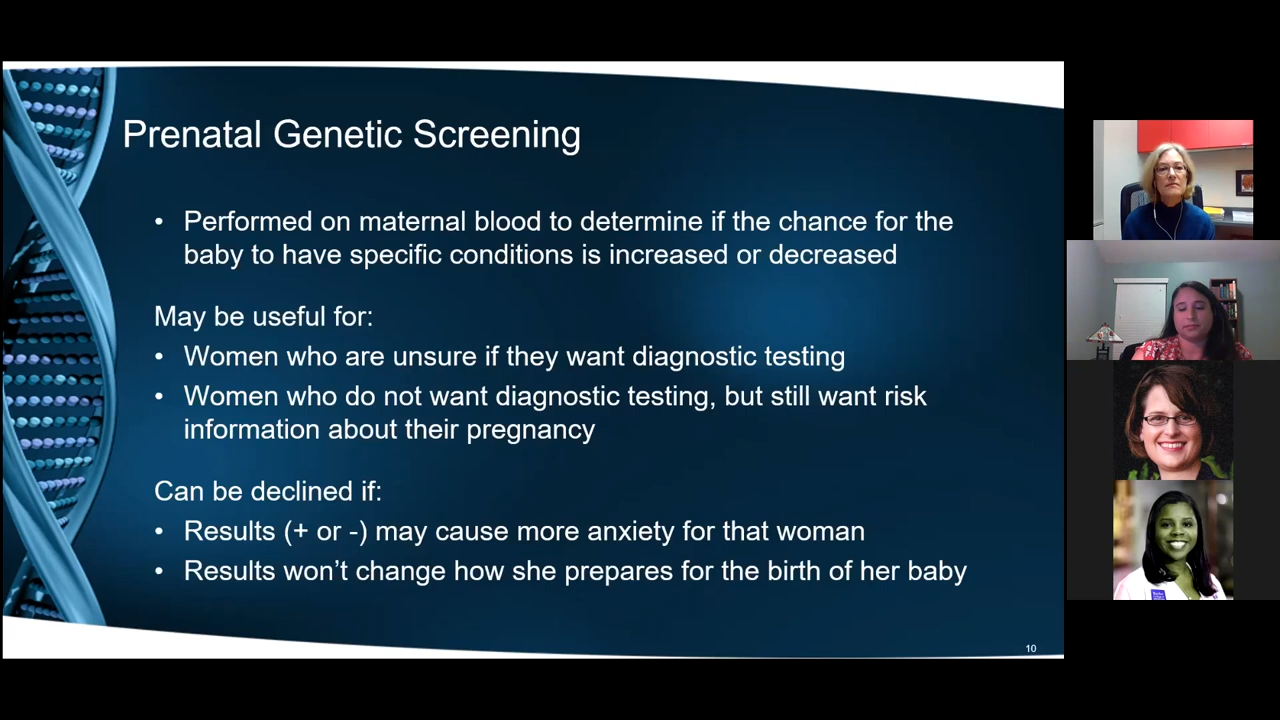 Prenatal Genetic Screening
• Performed on maternal blood to determine if the chance for the
baby to have specific conditions is increased or decreased
May be useful for:
• Women who are unsure if they want diagnostic testing
• Women who do not want diagnostic testing, but still want risk
information about their pregnancy
Can be declined if:
• Results (+ or -) may cause more anxiety for that woman
• Results won’t change how she prepares for the birth of her baby
10